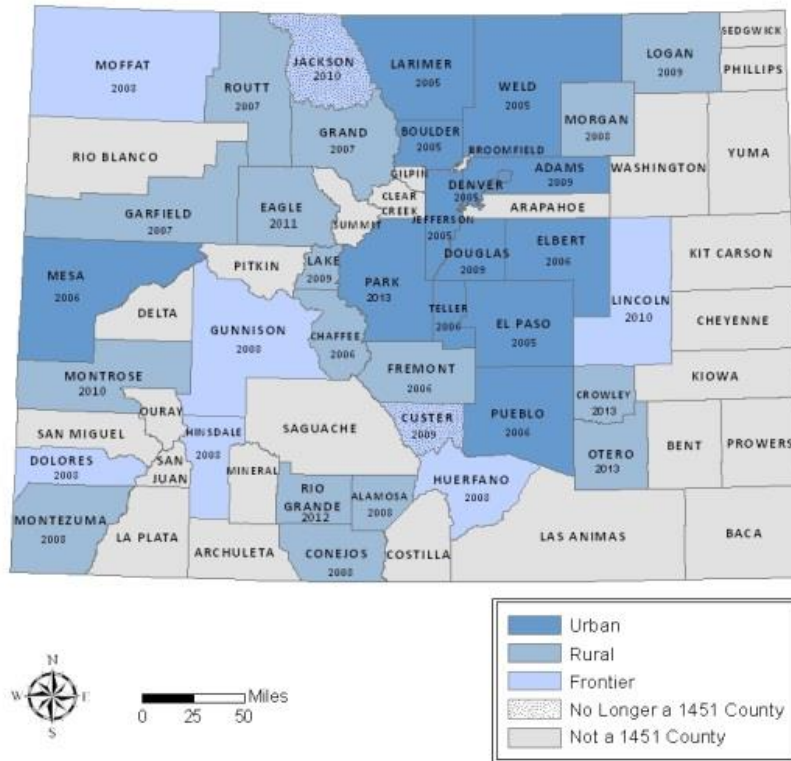 MOFFAT
2008
ROUTT
2007
JACKSON
2010
LARIMER
2005
WELD
2005
LOGAN
2009
SEDGWICK
PHILLIPS
MORGAN
2008
GRAND
2007
BOULDER
2005
BROOMFIELD
RIO BLANCO
GILPIN
ADAMS
2009
WASHINGTON
YUMA
DENVER
2005
CLEAR
CREEK
ARAPAHOE
GARFIELD
2007
EAGLE
2011
SUMMIT
JEFFERSON
2005
DOUGLAS
2009
ELBERT
2006
KIT CARSON
MESA
2006
PITKIN
LAKE
2009
PARK
2013
LINCOLN
2010
DELTA
GUNNISON
2008
CHAFFEE
2006
TELLER
2006
EL PASO
2005
CHEYENNE
MONTROSE
2010
FREMONT
2006
KIOWA
CROWLEY
2013
OURAY
CUSTER
2009
PUEBLO
2006
SAN MIGUEL
HINSDALE
2008
SAGUACHE
OTERO
2013
BENT
PROWERS
DOLORES
2008
SAN
JUAN
MINERAL
HUERFANO
2008
RIO
GRANDE
2012
ALAMOSA
2008
MONTEZUMA
2008
LA PLATA
ARCHULETA
CONEJOS
2008
COSTILLA
LAS ANIMAS
BACA
N
W E
S
Miles
0 25 50
Urban
Rural
Frontier
No Longer a 1451 County
Not a 1451 County